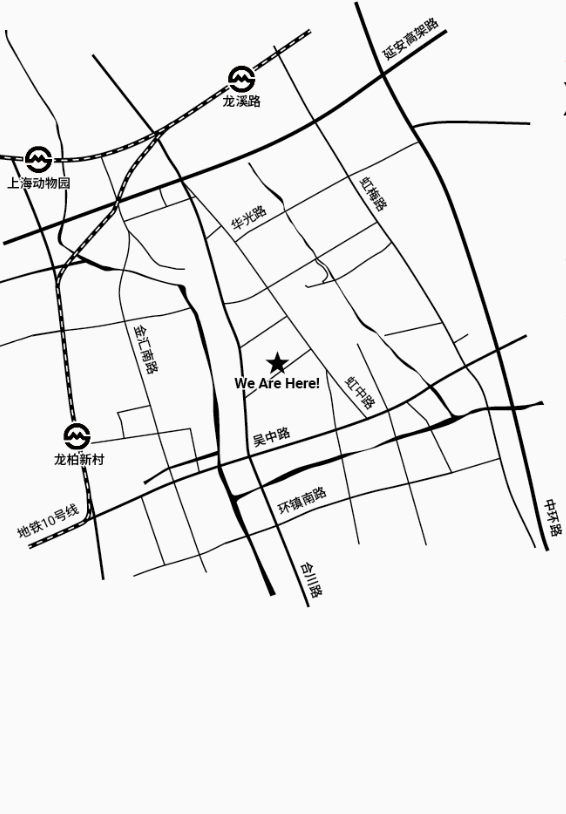 延安高架路
龙溪路
上海动物园
虹梅路
华光路
金汇南路
We Are Here!
虹中路
吴中路
龙柏新村
环镇南路
地铁10号线
中环路
合川路